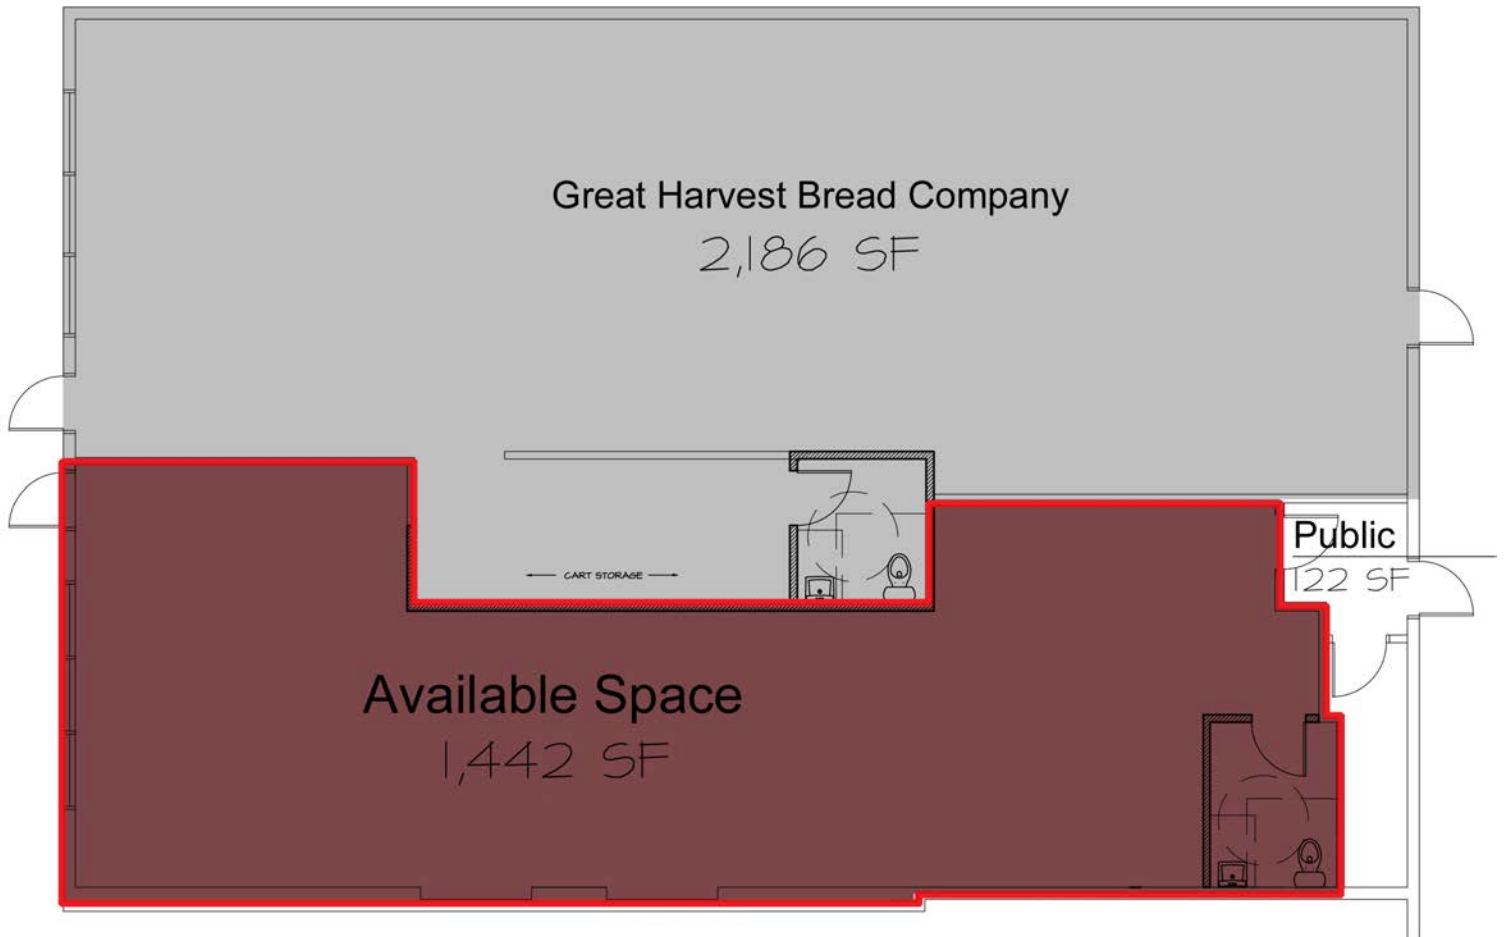 Great Harvest Bread Company
2,186 SF
Public
122 SF
CART STORAGE
Available Space
1,442 SF